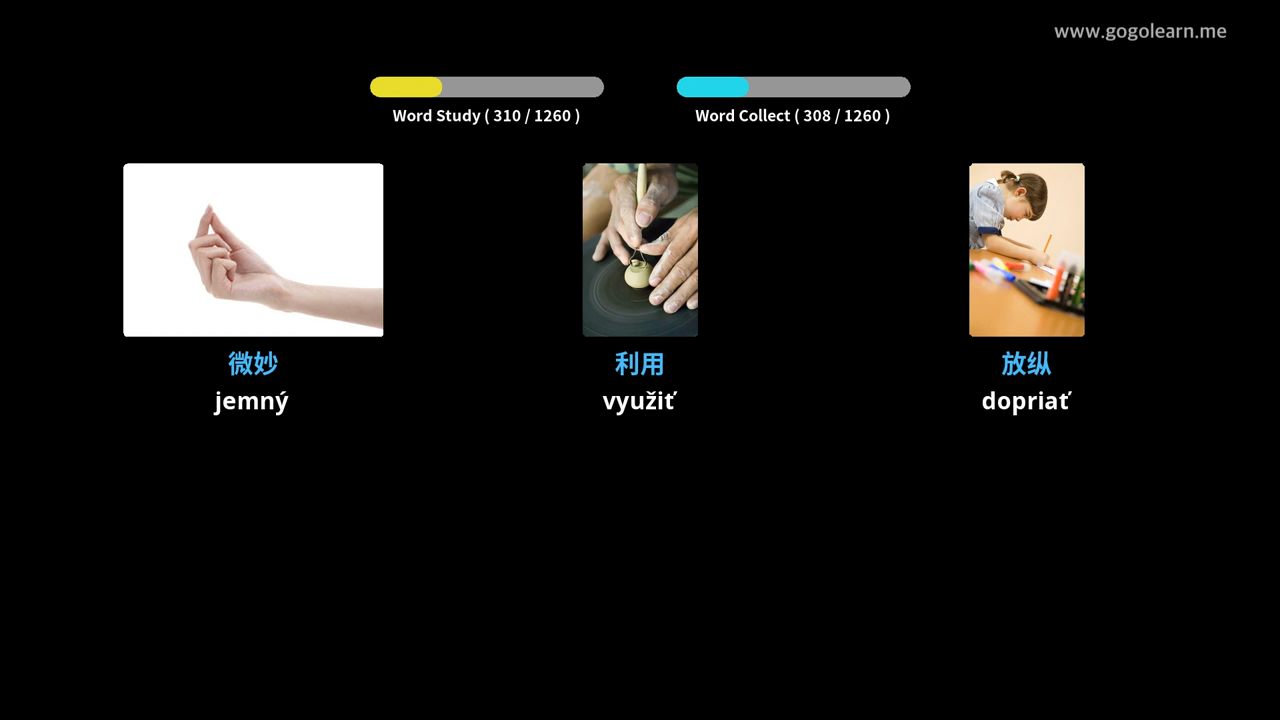 www.gogolearn.me
Word Study ( 310 / 1260 )
Word Collect ( 308 / 1260 )
微妙
jemný
利用
využiť
放纵
dopriať